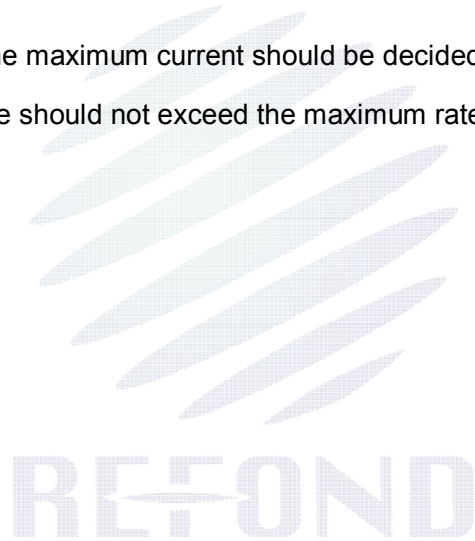 he maximum current should be decided
e should not exceed the maximum rate
REFOND